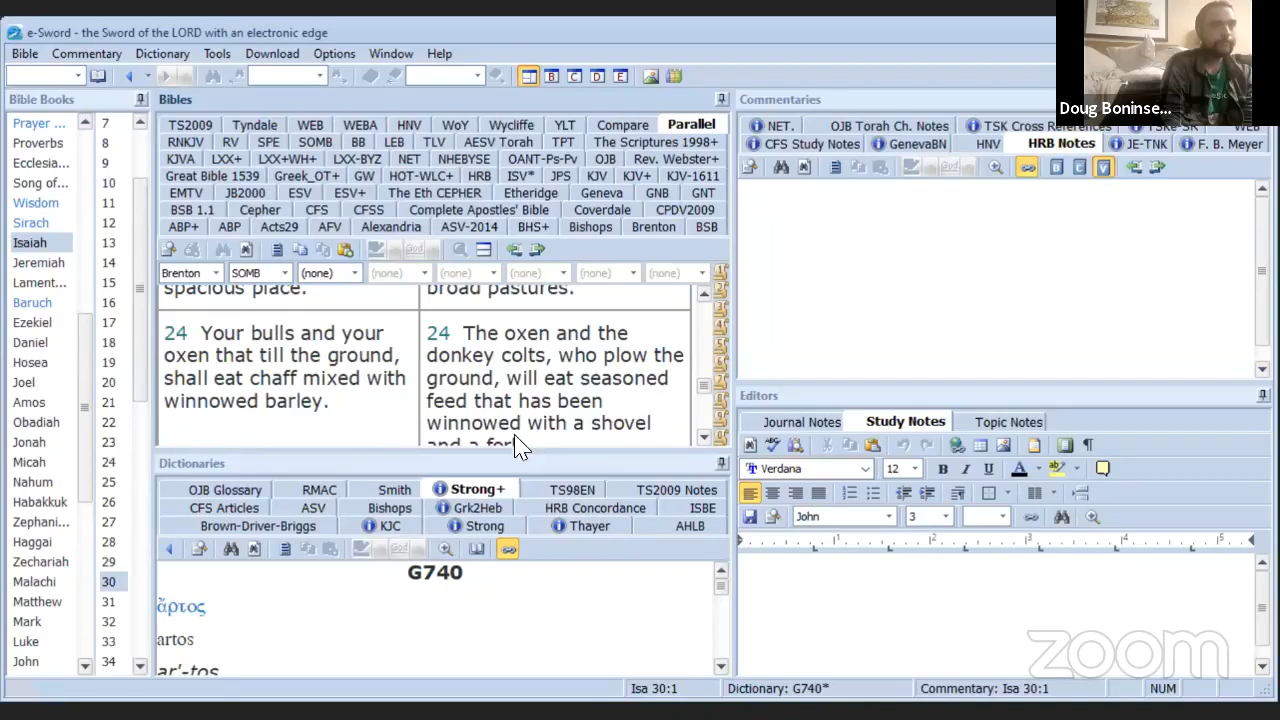 e-Sword - the Sword of the LORD with an electronic edge
Doug Boninse...
Bible Commentary Dictionary Tools Download Options Window Help
B C D E
Bible Books
Prayer ... 7
Proverbs 8
Ecclesia... 9
Song of... 10
Wisdom 11
Sirach 12
Isaiah 13
Jeremiah 14
Lament... 15
Baruch 16
Ezekiel 17
Daniel 18
Hosea 19
Joel 20
Amos 21
Obadiah 22
Jonah 23
Micah 24
Nahum 25
Habakkuk 26
Zephani... 27
Haggai 28
Zechariah 29
Malachi 30
Matthew 31
Mark 32
Luke 33
John 34
Bibles
TS2009 Tyndale WEB WEBA HNV WoY Wycliffe YLT Compare Parallel
RNKJV RV SPE SOMB BB LEB TLV AESV Torah TPT The Scriptures 1998+
KJVA LXX+ LXX+WH+ LXX-BYZ NET NHEBYSE OANT-Ps-Pv OJB Rev. Webster+
Great Bible 1539 Greek_OT+ GW HOT-WLC+ HRB ISV* JPS KJV KJV+ KJV-1611
EMTV JB2000 ESV ESV+ The Eth CEPHER Etheridge Geneva GNB GNT
BSB 1.1 Cepher CFS CFSS Complete Apostles' Bible Coverdale CPDV2009
ABP+ ABP Acts29 AFV Alexandria ASV-2014 BHS+ Bishops Brenton BSB
Brenton SOMB (none) (none) (none) (none) (none) (none)
spacious place.
24 Your bulls and your
oxen that till the ground,
shall eat chaff mixed with
winnowed barley.
broad pastures.
24 The oxen and the
donkey colts, who plow the
ground, will eat seasoned
feed that has been
winnowed with a shovel
Dictionaries
OJB Glossary RMAC Smith Strong+ TS98EN TS2009 Notes
CFS Articles ASV Bishops Grk2Heb HRB Concordance ISBE
Brown-Driver-Briggs KJC Strong Thayer AHLB
G740
ἄρτος
artos
ar'-tos
Commentaries
NET. OJB Torah Ch. Notes TSK Cross References
CFS Study Notes GenevaBN HNV HRB Notes JE-TNK F. B. Meyer
Editors
Journal Notes Study Notes Topic Notes
Verdana 12 B I U A ab
John 3
1 2 3 4 5
zoom
Isa 30:1 Dictionary: G740* Commentary: Isa 30:1 NUM